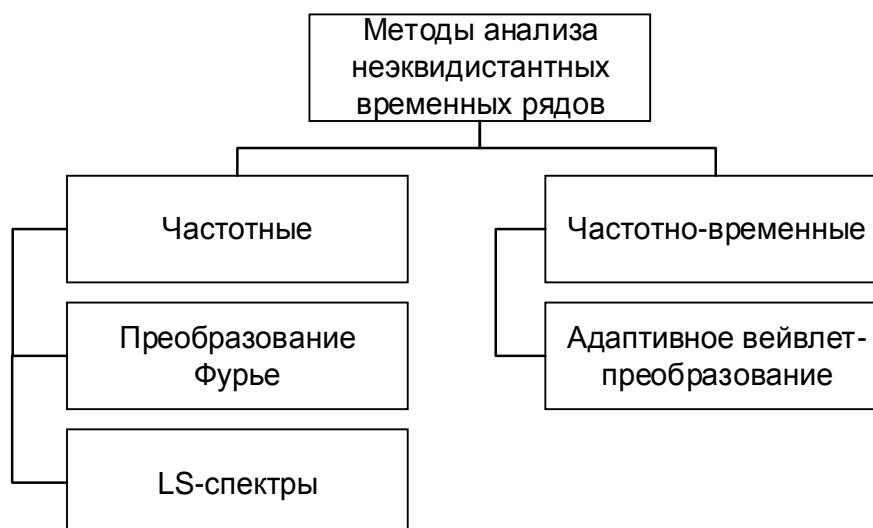 Методы анализа
неэквидистантных
временных рядов
Частотные
Частотно-временные
Преобразование
Фурье
Адаптивное вейвлет-
преобразование
LS-спектры